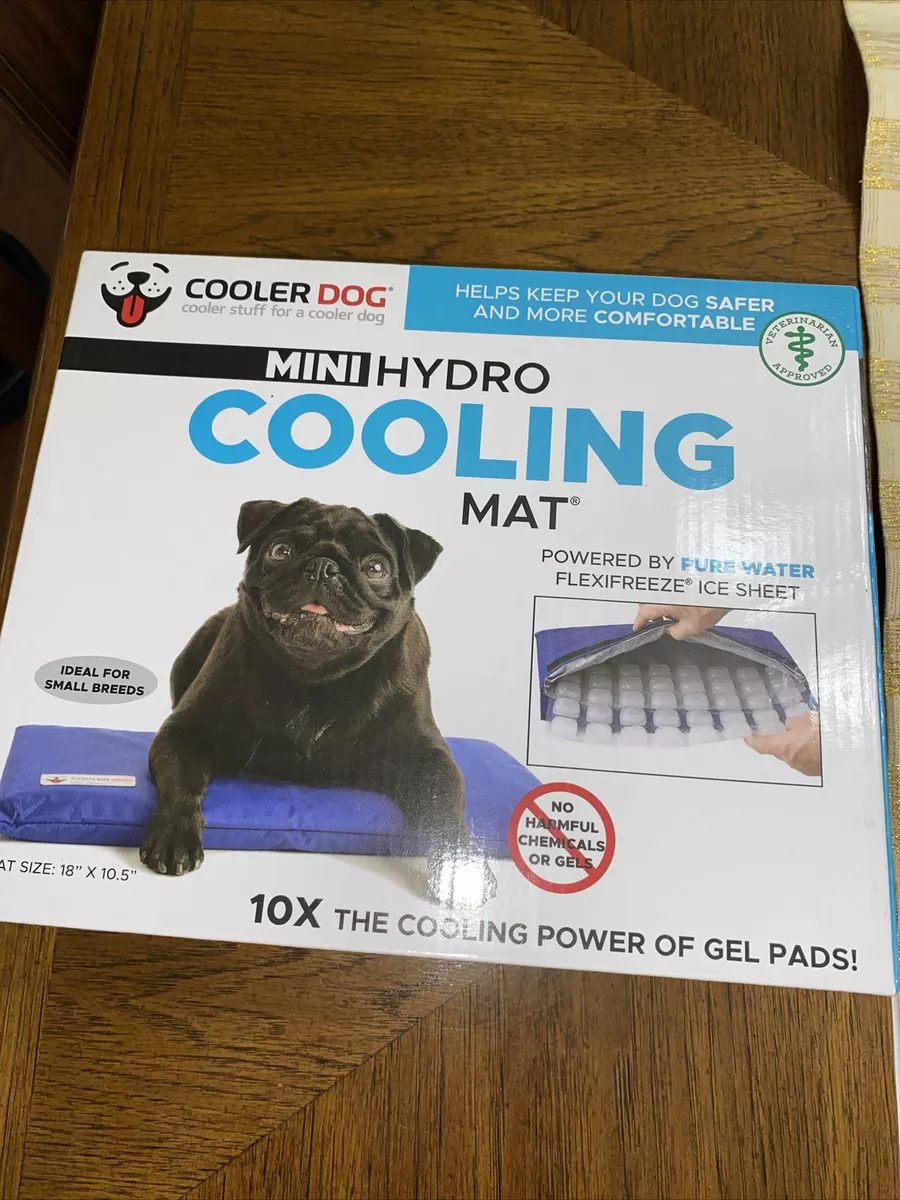 COOLER DOG®
cooler stuff for a cooler dog
HELPS KEEP YOUR DOG SAFER
AND MORE COMFORTABLE
VETERINARIAN
APPROVED
MINI HYDRO
COOLING
MAT®
POWERED BY PURE WATER
FLEXIFREEZE® ICE SHEET
IDEAL FOR
SMALL BREEDS
COOLER DOG
NO
HARMFUL
CHEMICALS
OR GELS
AT SIZE: 18” X 10.5”
10X THE COOLING POWER OF GEL PADS!